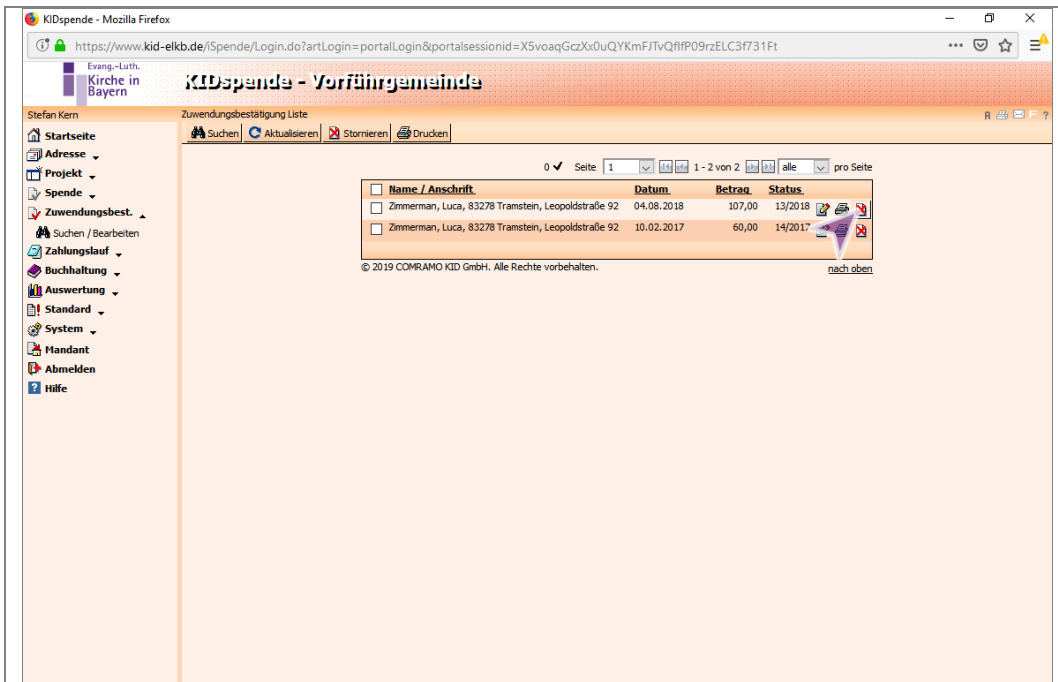 KIDspende - Mozilla Firefox
https://www.kid-elkb.de/iSpende/Login.do?artLogin=portalLogin&portalsessionid=X5voaqGczXx0uQYKmFJTvQfIfP09rzELC3f731Ft
Evang.-Luth.
Kirche in
Bayern
KIDspende - Vorführgemeinde
Stefan Kern
Zuwendungsbestätigung Liste
R F ?
Suchen Aktualisieren Stornieren Drucken
Startseite
Adresse
Projekt
Spende
Zuwendungsbest.
Suchen / Bearbeiten
Zahlungslauf
Buchhaltung
Auswertung
Standard
System
Mandant
Abmelden
Hilfe
0 Seite 1 1 - 2 von 2 alle pro Seite
Name / Anschrift Datum Betrag Status
Zimmerman, Luca, 83278 Tramstein, Leopoldstraße 92 04.08.2018 107,00 13/2018
Zimmerman, Luca, 83278 Tramstein, Leopoldstraße 92 10.02.2017 60,00 14/2017
© 2019 COMRAMO KID GmbH. Alle Rechte vorbehalten.
nach oben